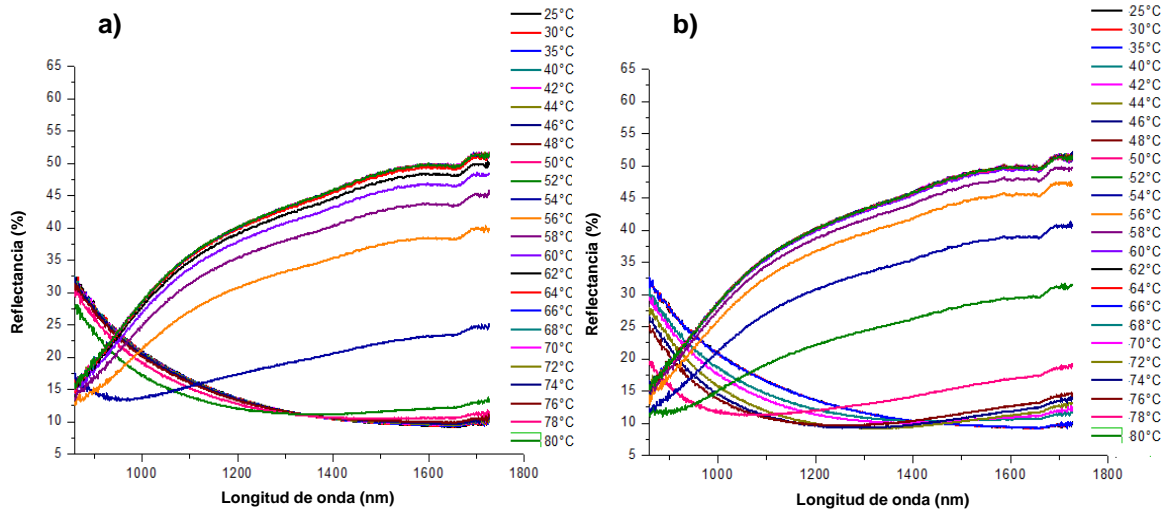 a)
65
60
55
50
45
40
35
30
25
20
15
10
5
1000
1200
1400
1600
1800
Reflectancia (%)
Longitud de onda (nm)
25°C
30°C
35°C
40°C
42°C
44°C
46°C
48°C
50°C
52°C
54°C
56°C
58°C
60°C
62°C
64°C
66°C
68°C
70°C
72°C
74°C
76°C
78°C
80°C
b)
65
60
55
50
45
40
35
30
25
20
15
10
5
1000
1200
1400
1600
1800
Reflectancia (%)
Longitud de onda (nm)
25°C
30°C
35°C
40°C
42°C
44°C
46°C
48°C
50°C
52°C
54°C
56°C
58°C
60°C
62°C
64°C
66°C
68°C
70°C
72°C
74°C
76°C
78°C
80°C